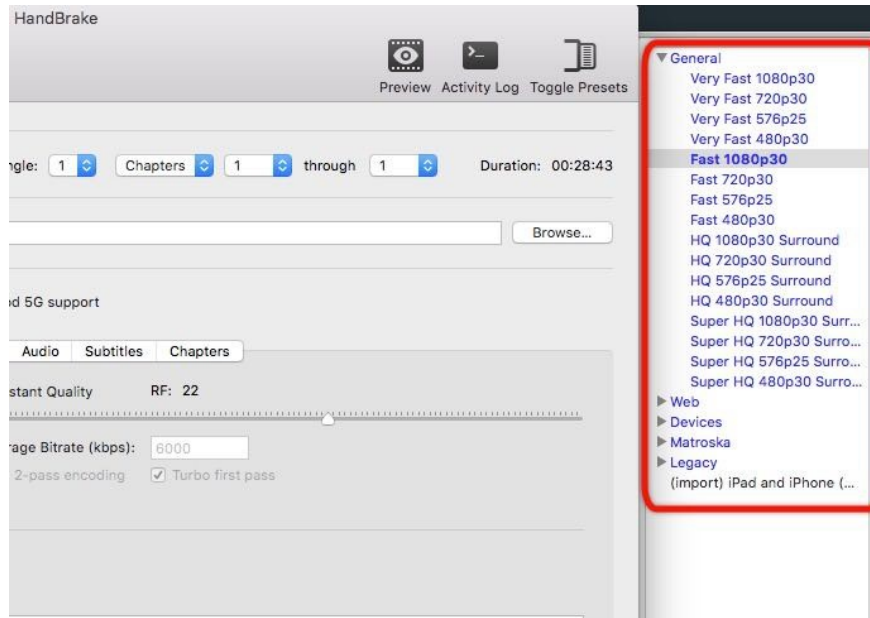 HandBrake
Preview Activity Log Toggle Presets
ngle: 1 Chapters 1 through 1 Duration: 00:28:43
Browse...
od 5G support
Audio Subtitles Chapters
stant Quality RF: 22
rage Bitrate (kbps): 6000
2-pass encoding Turbo first pass
General
Very Fast 1080p30
Very Fast 720p30
Very Fast 576p25
Very Fast 480p30
Fast 1080p30
Fast 720p30
Fast 576p25
Fast 480p30
HQ 1080p30 Surround
HQ 720p30 Surround
HQ 576p25 Surround
HQ 480p30 Surround
Super HQ 1080p30 Surr...
Super HQ 720p30 Surro...
Super HQ 576p25 Surro...
Super HQ 480p30 Surro...
Web
Devices
Matroska
Legacy
(import) iPad and iPhone (...